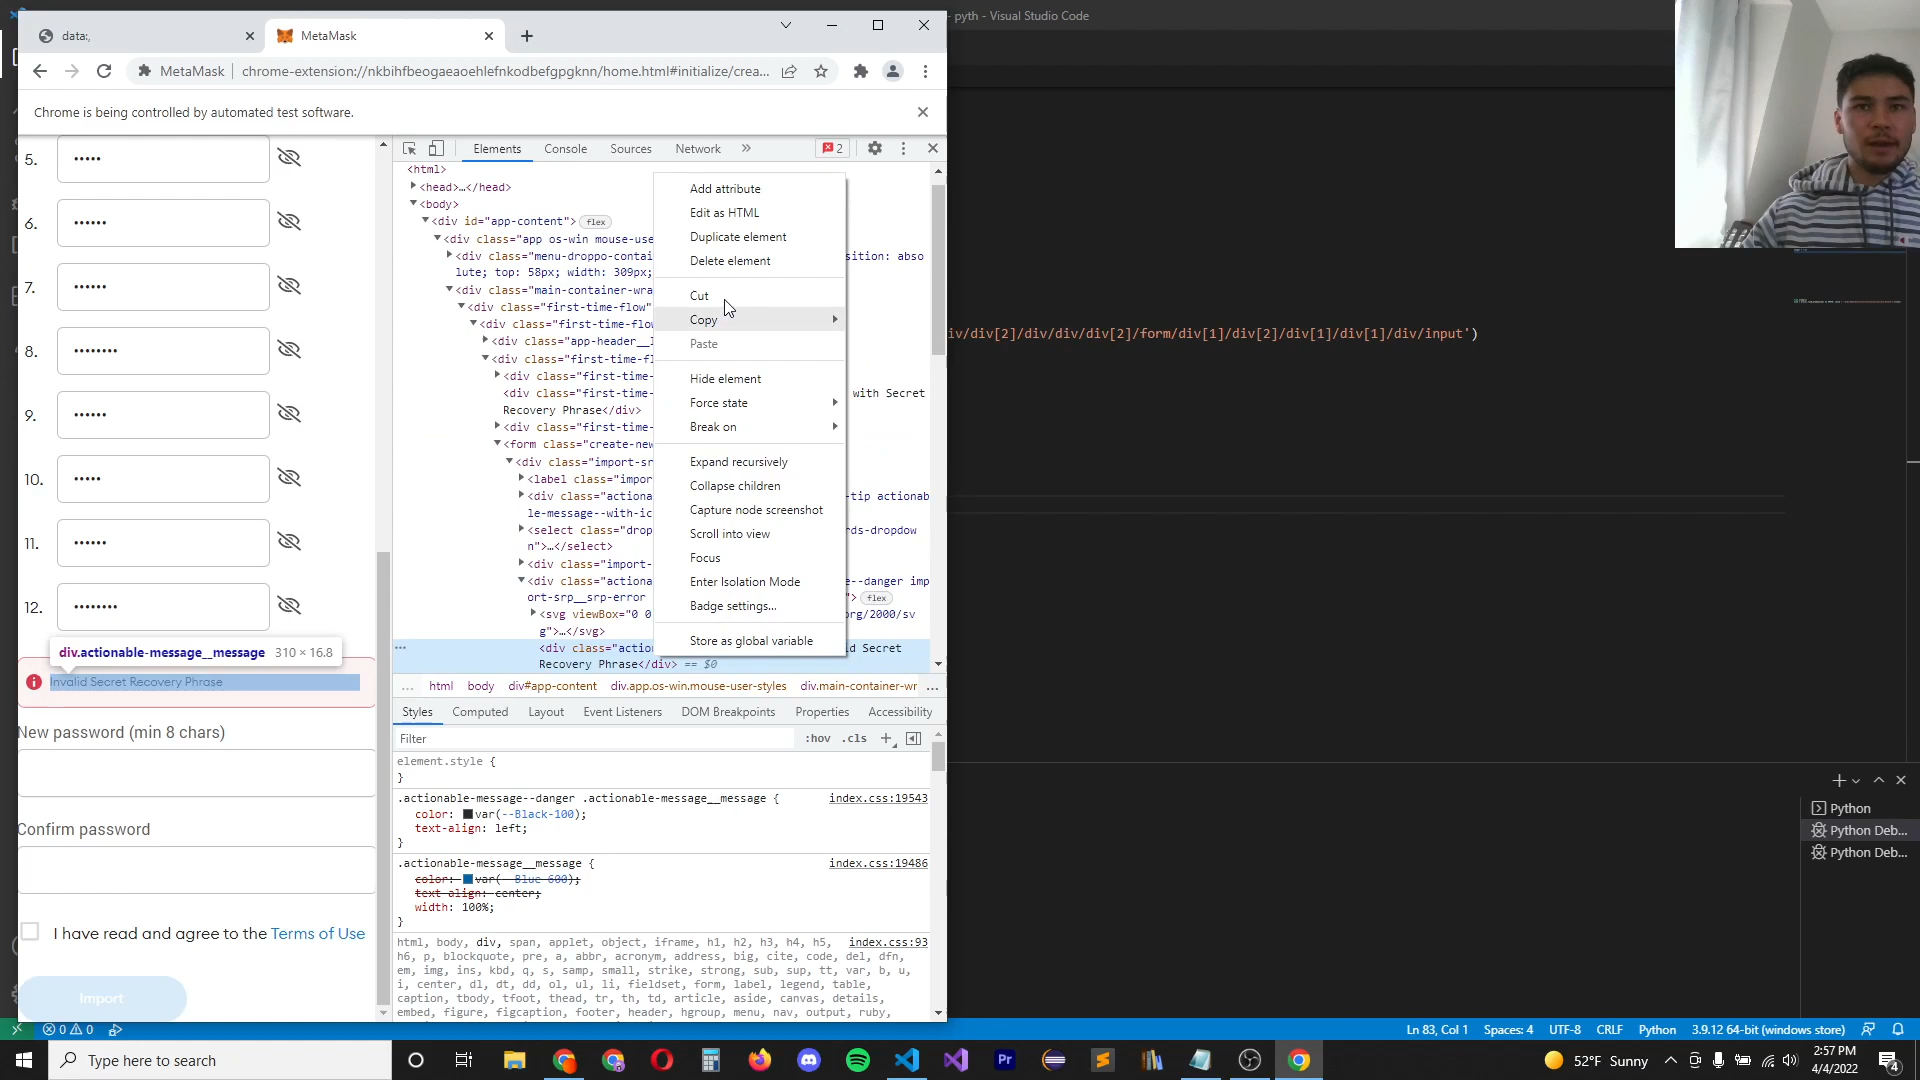 data:,
MetaMask
- pyth - Visual Studio Code
MetaMask
chrome-extension://nkbihfbeogaeaoehlefnkodbefgpgknn/home.html#initialize/crea...
Chrome is being controlled by automated test software.
5.
•••••
6.
••••••
7.
••••••
8.
••••••••
9.
••••••
10.
•••••
11.
••••••
12.
••••••••
div.actionable-message__message 310 × 16.8
Invalid Secret Recovery Phrase
New password (min 8 chars)
Confirm password
I have read and agree to the Terms of Use
Import
Elements Console Sources Network » 2
<html>
<head>…</head>
<body>
<div id="app-content"> flex
<div class="app os-win mouse-use
<div class="menu-droppo-contai sition: abso
lute; top: 58px; width: 309px;
<div class="main-container-wra
<div class="first-time-flow"
<div class="first-time-flow
<div class="app-header__l
<div class="first-time-fl
<div class="first-time-
<div class="first-time- with Secret
Recovery Phrase</div>
<div class="first-time-
<form class="create-new
<div class="import-sr
<label class="impor
<div class="actiona -tip actionab
le-message--with-ic
<select class="drop rds-dropdow
n">…</select>
<div class="import-
<div class="actiona --danger imp
ort-srp__srp-error "> flex
<svg viewBox="0 0 org/2000/sv
g">…</svg>
<div class="actio id Secret
Recovery Phrase</div> == $0
Add attribute
Edit as HTML
Duplicate element
Delete element
Cut
Copy
Paste
Hide element
Force state
Break on
Expand recursively
Collapse children
Capture node screenshot
Scroll into view
Focus
Enter Isolation Mode
Badge settings...
Store as global variable
... html body div#app-content div.app.os-win.mouse-user-styles div.main-container-wr ...
Styles Computed Layout Event Listeners DOM Breakpoints Properties Accessibility
Filter :hov .cls +
element.style {
}
.actionable-message--danger .actionable-message__message { index.css:19543
color: var(--Black-100);
text-align: left;
}
.actionable-message__message { index.css:19486
color: var(--Blue-600);
text-align: center;
width: 100%;
}
html, body, div, span, applet, object, iframe, h1, h2, h3, h4, h5, index.css:93
h6, p, blockquote, pre, a, abbr, acronym, address, big, cite, code, del, dfn,
em, img, ins, kbd, q, s, samp, small, strike, strong, sub, sup, tt, var, b, u,
i, center, dl, dt, dd, ol, ul, li, fieldset, form, label, legend, table,
caption, tbody, tfoot, thead, tr, th, td, article, aside, canvas, details,
embed, figure, figcaption, footer, header, hgroup, menu, nav, output, ruby,
iv/div[2]/div/div/div[2]/form/div[1]/div[2]/div[1]/div[1]/div/input')
Python
Python Deb...
Python Deb...
0 0
Ln 83, Col 1 Spaces: 4 UTF-8 CRLF Python 3.9.12 64-bit (windows store)
Type here to search
Pr
52°F Sunny
2:57 PM
4/4/2022
4